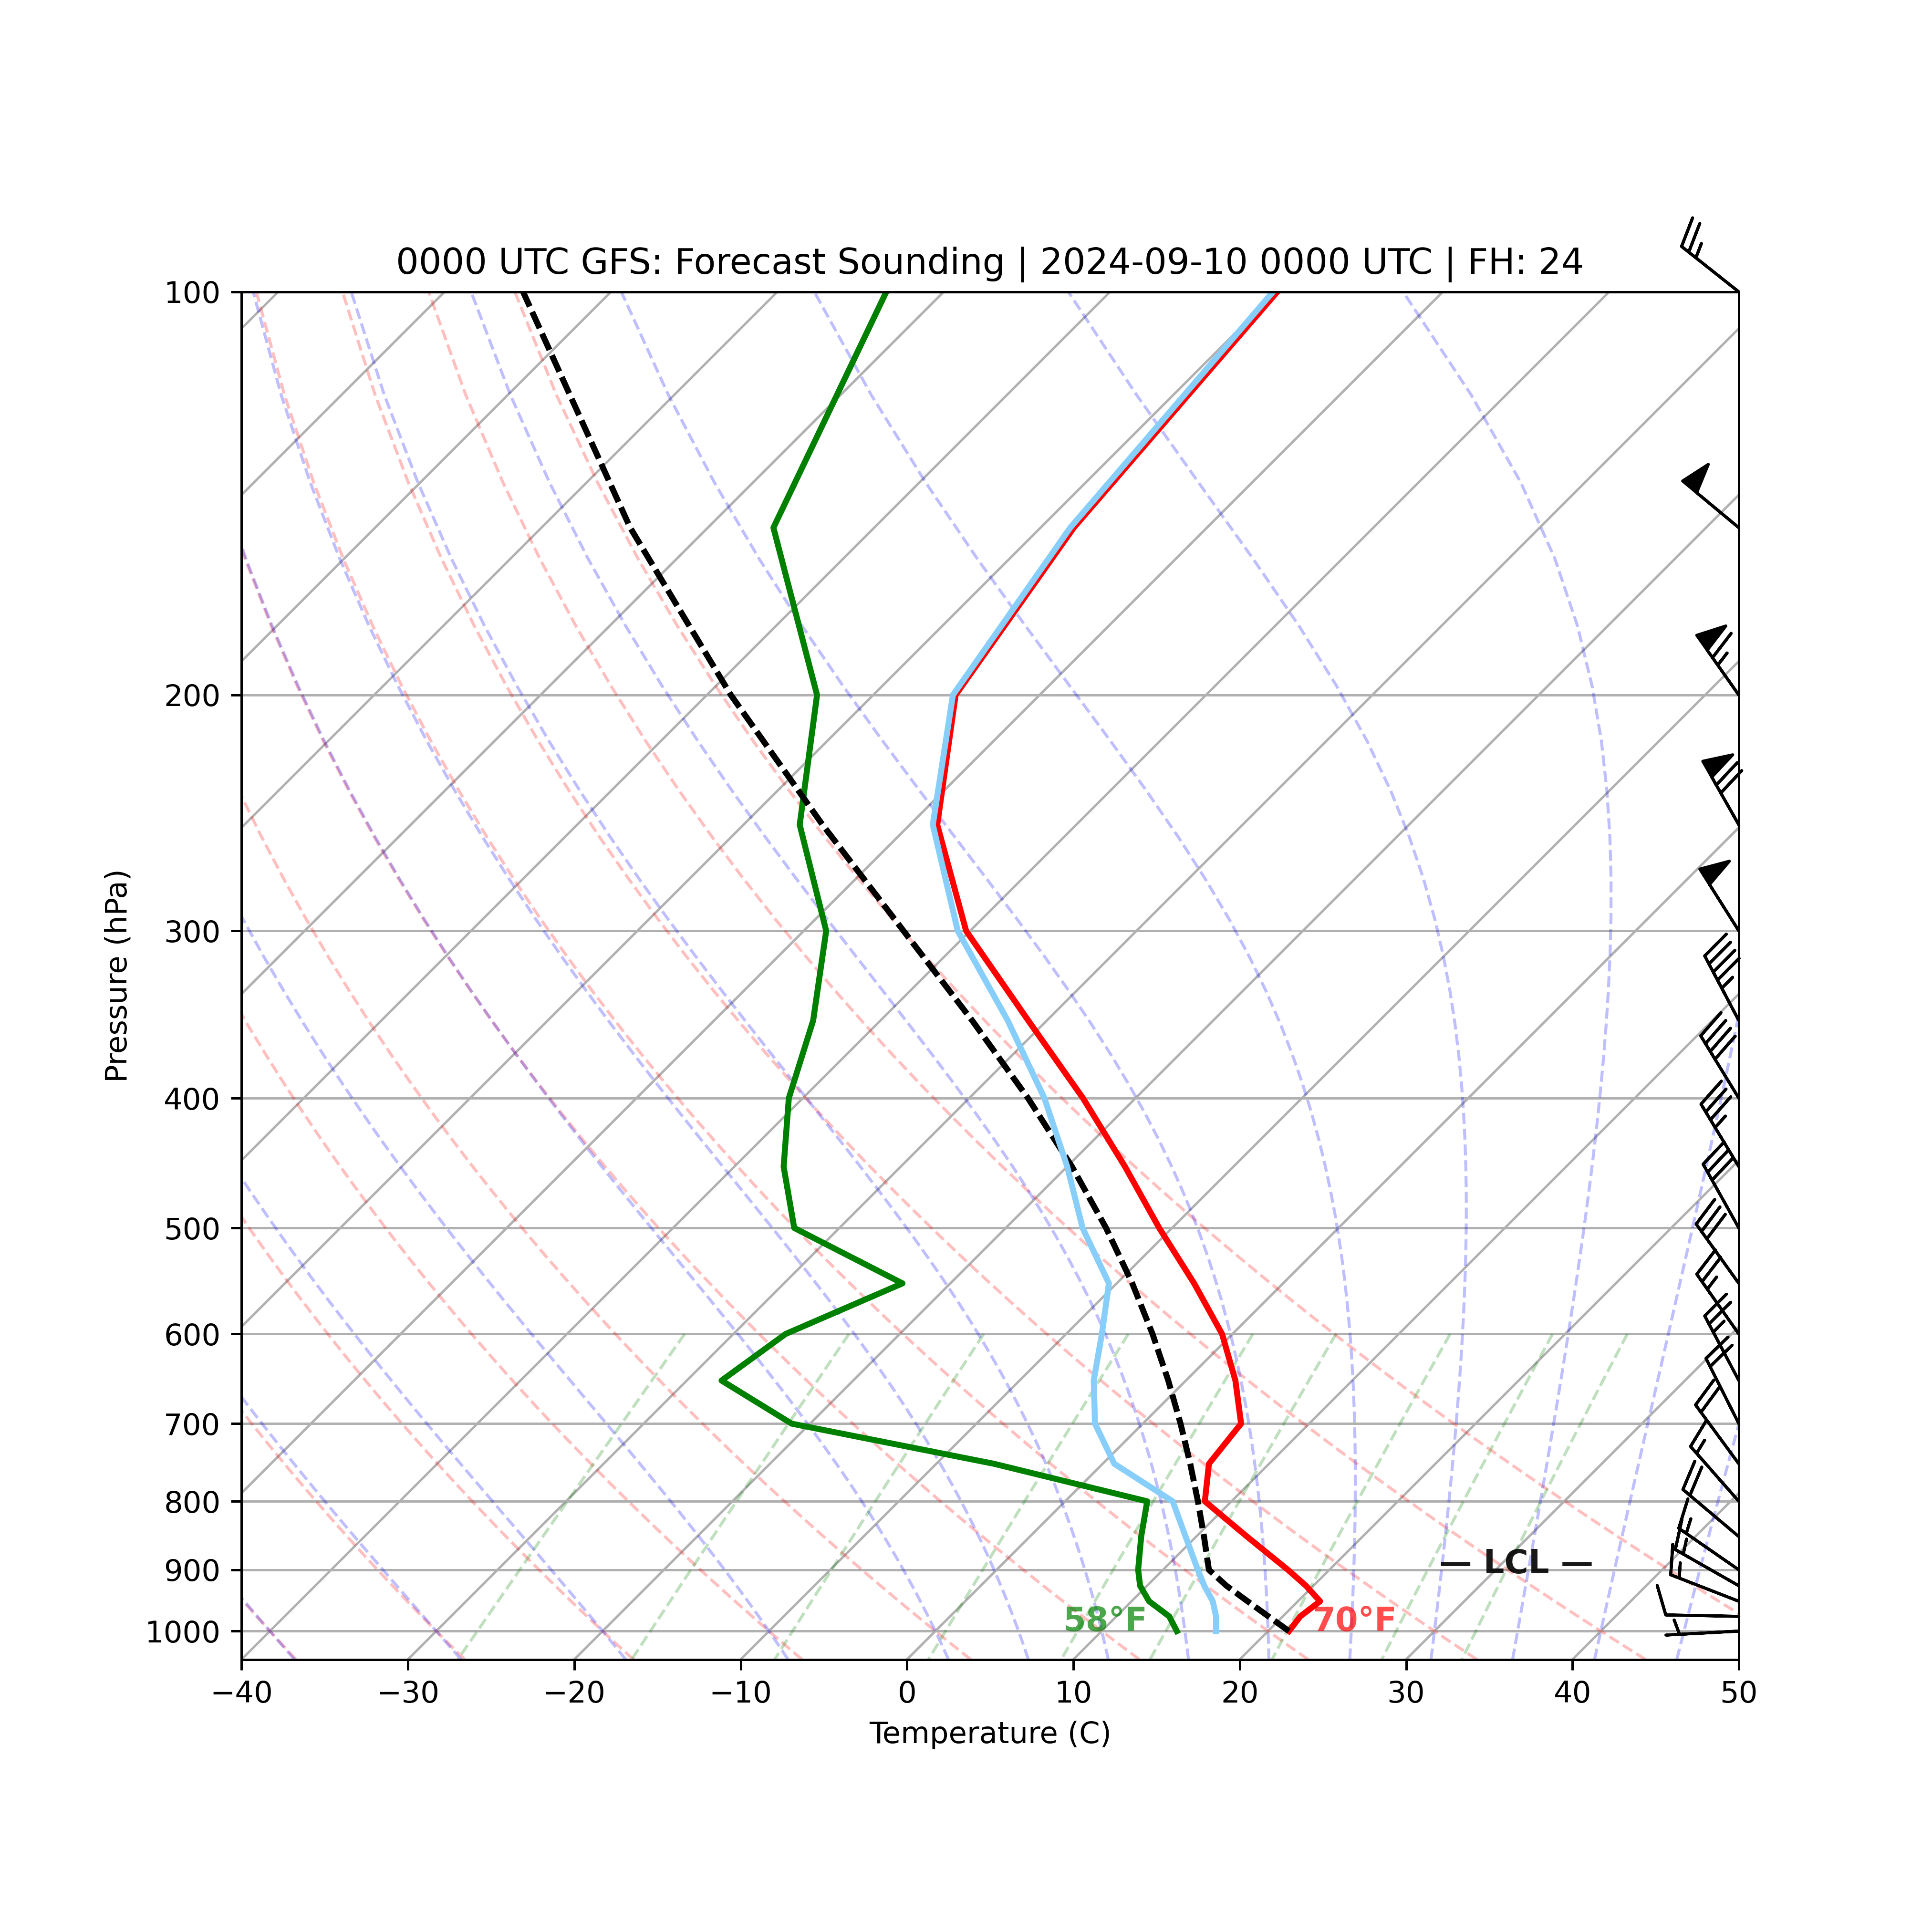 0000 UTC GFS: Forecast Sounding | 2024-09-10 0000 UTC | FH: 24
100
200
300
400
500
600
700
800
900
1000
Pressure (hPa)
— LCL —
58°F
70°F
−40 −30 −20 −10 0 10 20 30 40 50
Temperature (C)